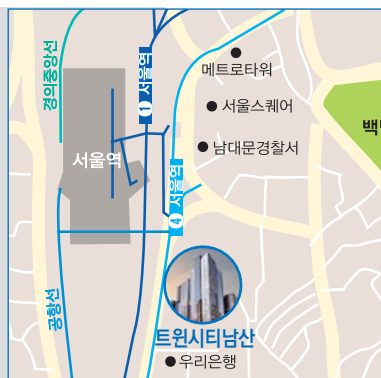 메트로타워
경의중앙선
① 서울역
서울스퀘어
백
남대문경찰서
서울역
④ 서울역
공항선
트윈시티남산
우리은행